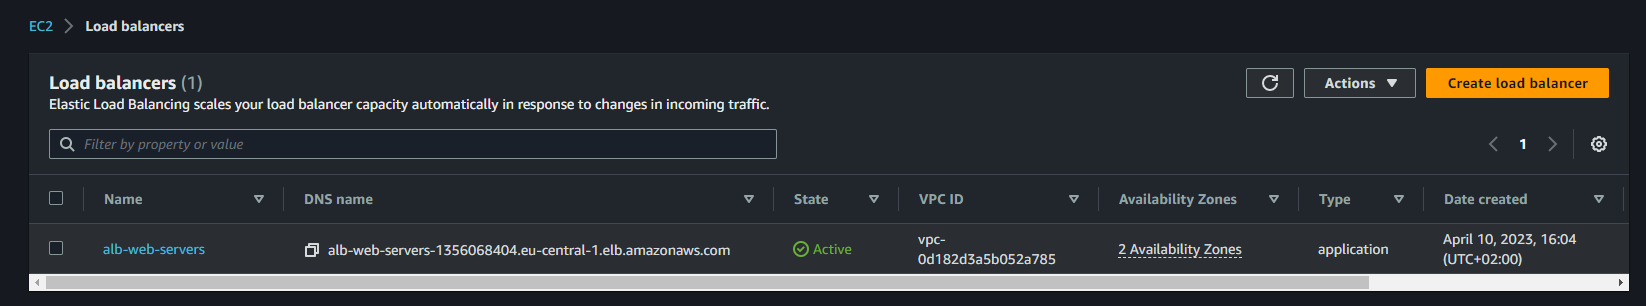 EC2 > Load balancers
Load balancers (1)
Elastic Load Balancing scales your load balancer capacity automatically in response to changes in incoming traffic.
Actions
Create load balancer
Filter by property or value
1
Name DNS name State VPC ID Availability Zones Type Date created
alb-web-servers alb-web-servers-1356068404.eu-central-1.elb.amazonaws.com Active vpc-0d182d3a5b052a785 2 Availability Zones application April 10, 2023, 16:04 (UTC+02:00)